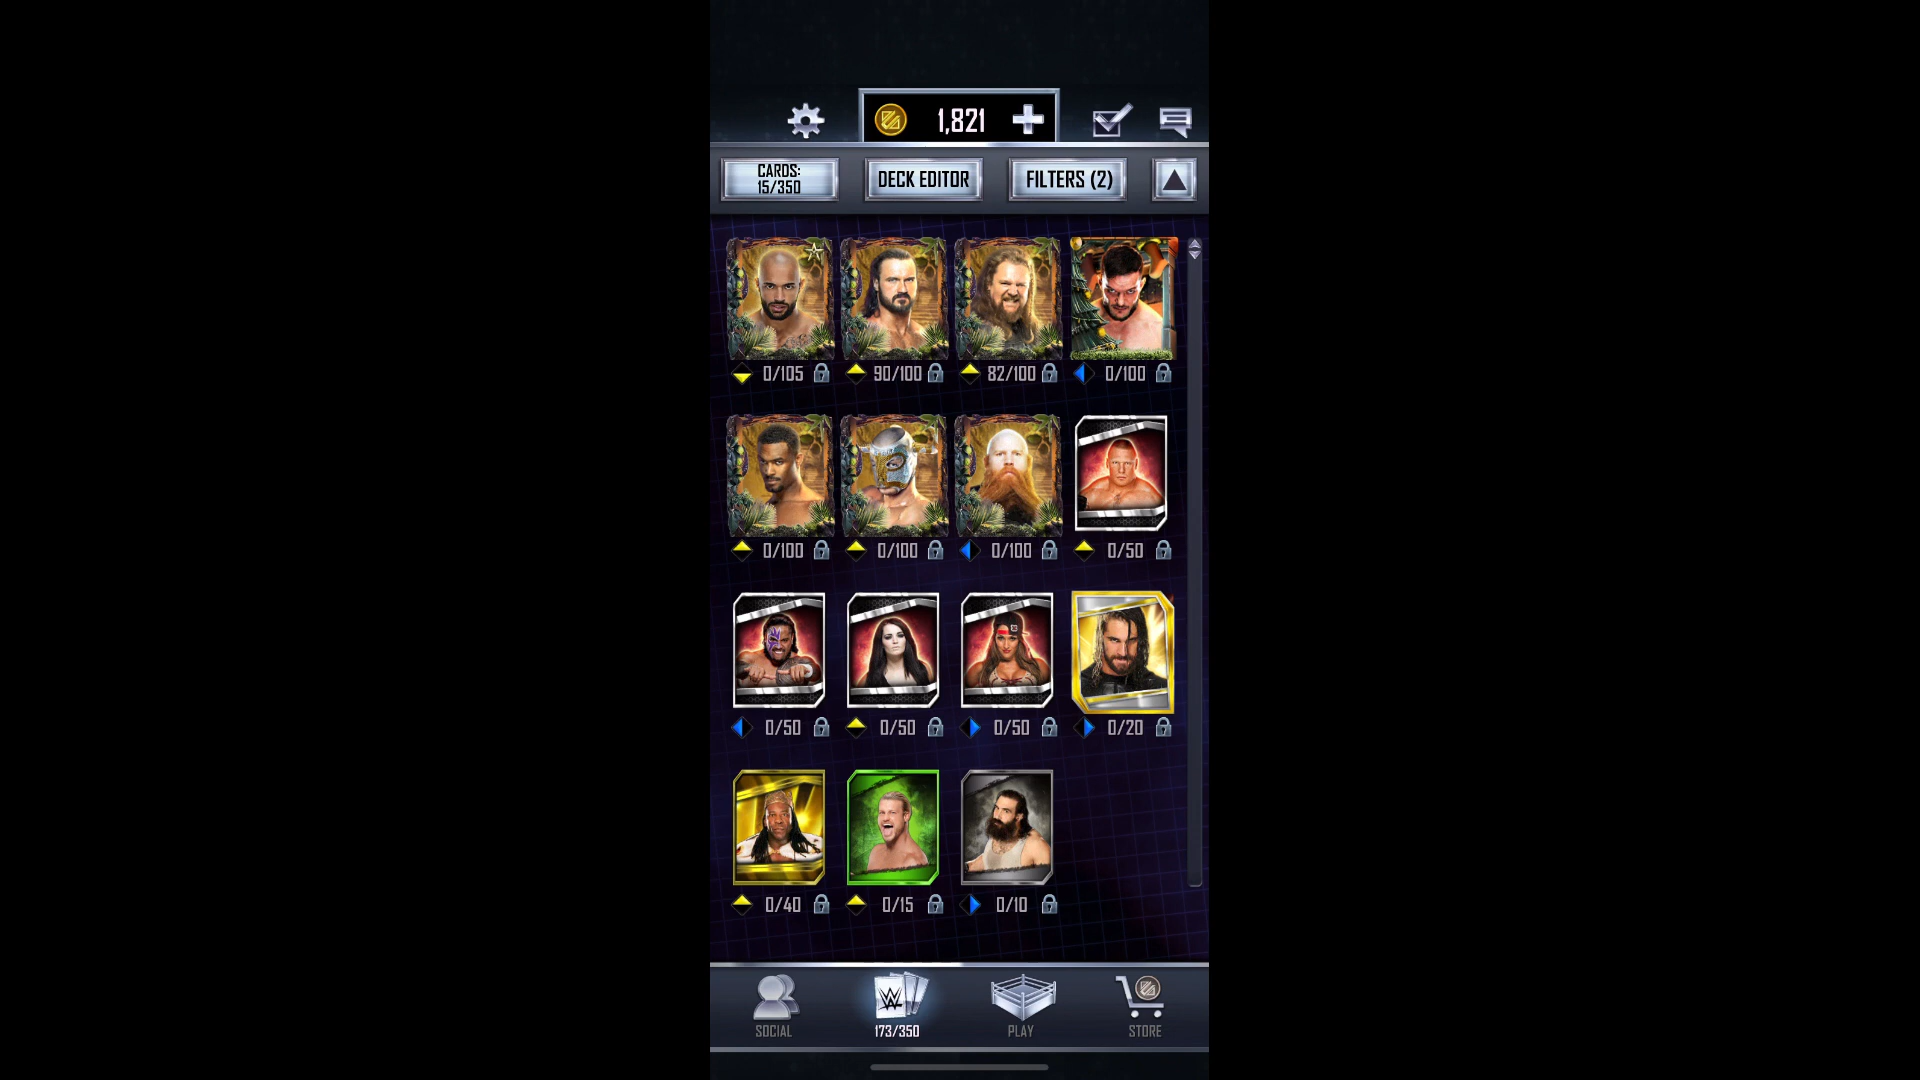 1,821
CARDS:
15/350
DECK EDITOR
FILTERS (2)
0/105
90/100
82/100
0/100
0/100
0/100
0/100
0/50
0/50
0/50
0/50
0/20
0/40
0/15
0/10
W
SOCIAL
173/350
PLAY
STORE